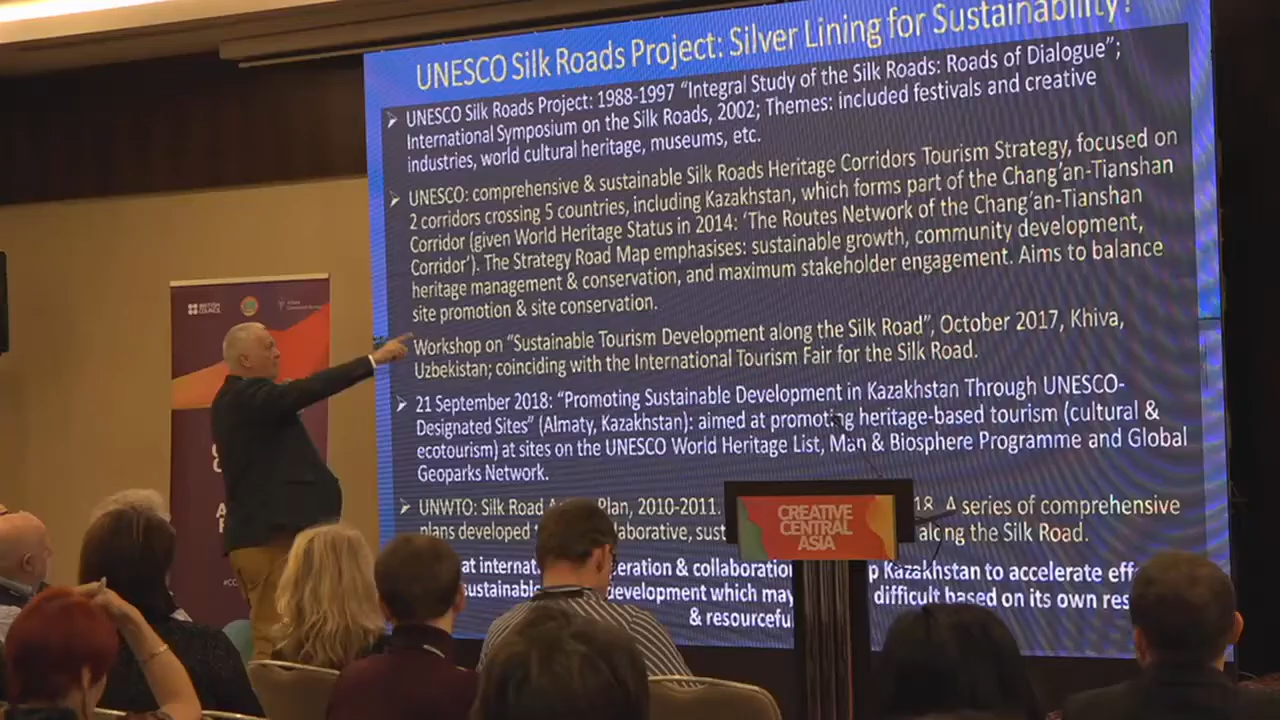 UNESCO Silk Roads Project: Silver Lining for Sustainability?
UNESCO Silk Roads Project: 1988-1997 “Integral Study of the Silk Roads: Roads of Dialogue”;
International Symposium on the Silk Roads, 2002; Themes: included festivals and creative
industries, world cultural heritage, museums, etc.
UNESCO: comprehensive & sustainable Silk Roads Heritage Corridors Tourism Strategy, focused on
2 corridors crossing 5 countries, including Kazakhstan, which forms part of the Chang’an-Tianshan
Corridor (given World Heritage Status in 2014: ‘The Routes Network of the Chang’an-Tianshan
Corridor’). The Strategy Road Map emphasises: sustainable growth, community development,
heritage management & conservation, and maximum stakeholder engagement. Aims to balance
site promotion & site conservation.
Workshop on “Sustainable Tourism Development along the Silk Road”, October 2017, Khiva,
Uzbekistan; coinciding with the International Tourism Fair for the Silk Road.
21 September 2018: “Promoting Sustainable Development in Kazakhstan Through UNESCO-
Designated Sites” (Almaty, Kazakhstan): aimed at promoting heritage-based tourism (cultural &
ecotourism) at sites on the UNESCO World Heritage List, Man & Biosphere Programme and Global
Geoparks Network.
UNWTO: Silk Road Plan, 2010-2011. A series of comprehensive
plans developed along the Silk Road.
at & collaboration Kazakhstan to accelerate
sustainable development which may difficult based on its own
&
BRITISH
COUNCIL
CREATIVE
CENTRAL
ASIA